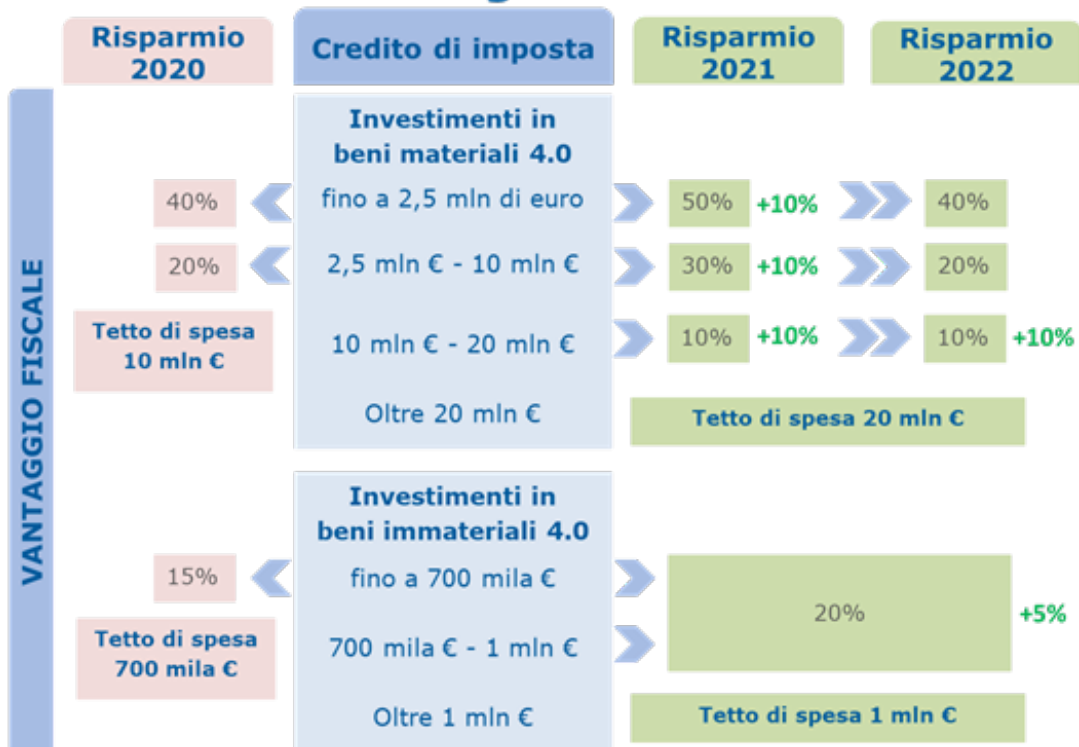 Risparmio
2020
Credito di imposta
Risparmio
2021
Risparmio
2022
VANTAGGIO FISCALE
Investimenti in
beni materiali 4.0
40%
fino a 2,5 mln di euro
50%
+10%
40%
20%
2,5 mln € - 10 mln €
30%
+10%
20%
Tetto di spesa
10 mln €
10 mln € - 20 mln €
10%
+10%
10%
+10%
Oltre 20 mln €
Tetto di spesa 20 mln €
Investimenti in
beni immateriali 4.0
15%
fino a 700 mila €
20%
+5%
Tetto di spesa
700 mila €
700 mila € - 1 mln €
Oltre 1 mln €
Tetto di spesa 1 mln €